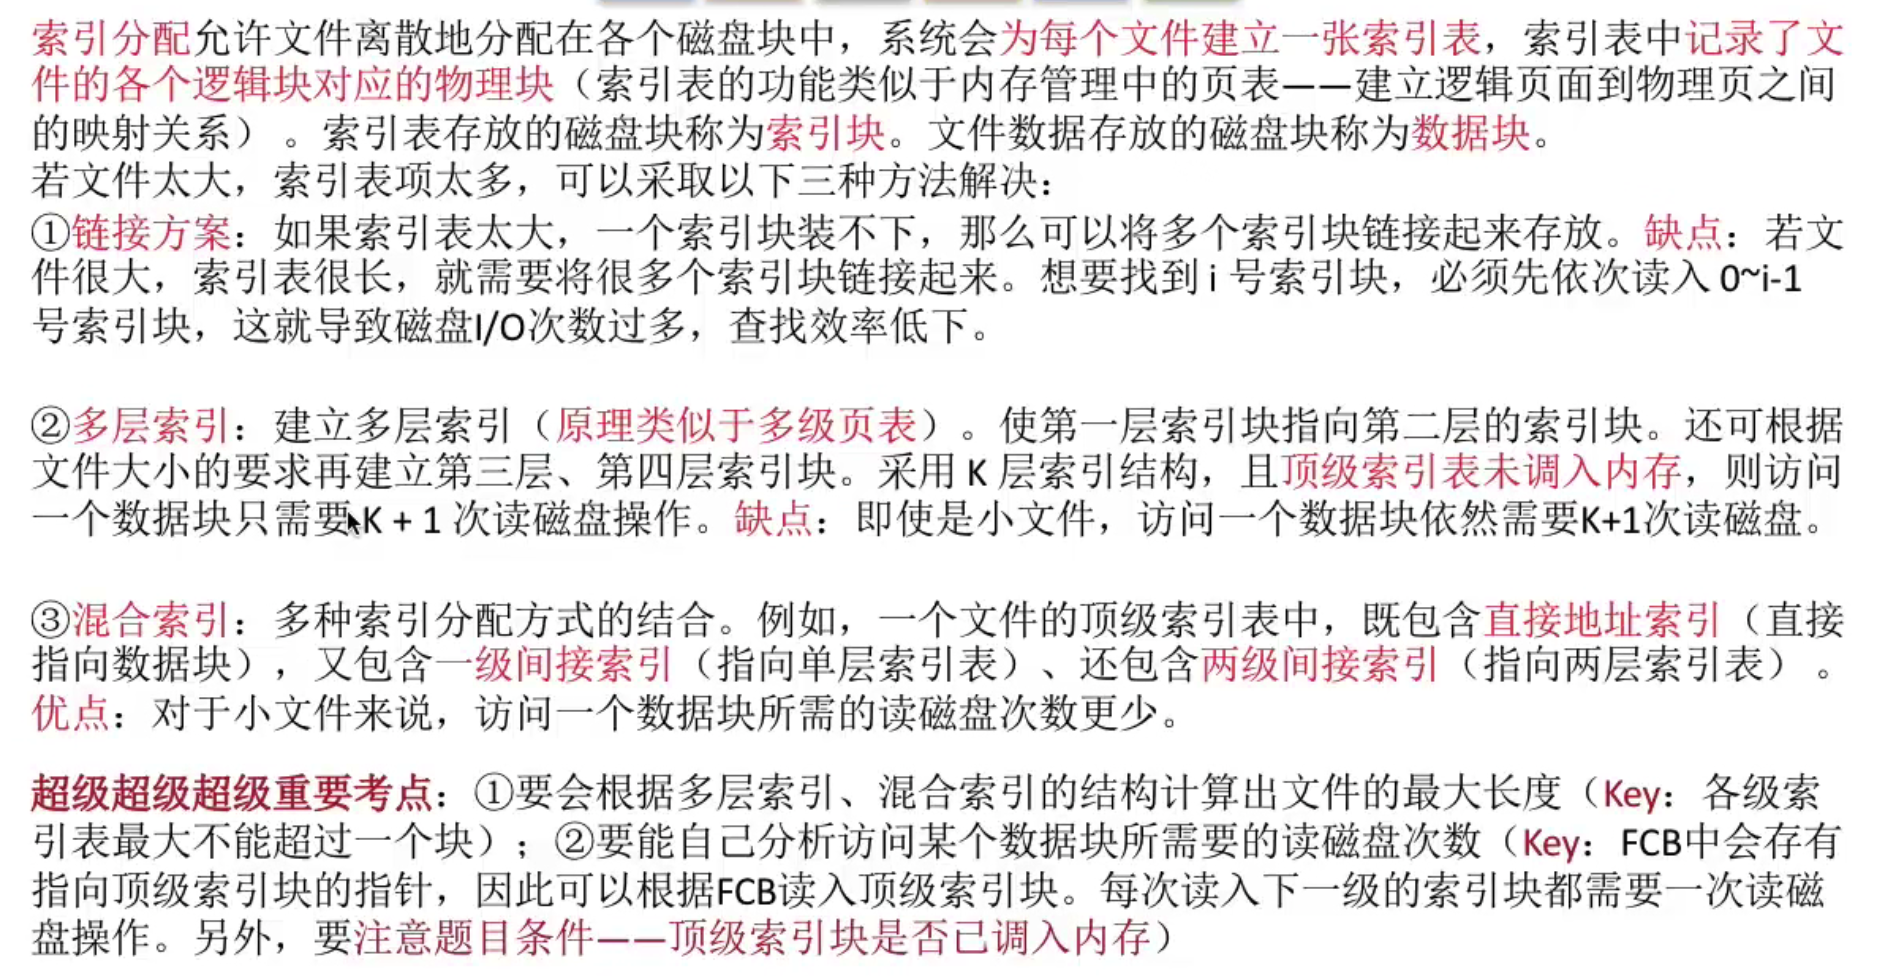 索引分配允许文件离散地分配在各个磁盘块中，系统会为每个文件建立一张索引表，索引表中记录了文
件的各个逻辑块对应的物理块（索引表的功能类似于内存管理中的页表——建立逻辑页面到物理页之间
的映射关系）。索引表存放的磁盘块称为索引块。文件数据存放的磁盘块称为数据块。
若文件太大，索引表项太多，可以采取以下三种方法解决：
①链接方案：如果索引表太大，一个索引块装不下，那么可以将多个索引块链接起来存放。缺点：若文
件很大，索引表很长，就需要将很多个索引块链接起来。想要找到 i 号索引块，必须先依次读入 0~i-1
号索引块，这就导致磁盘I/O次数过多，查找效率低下。
②多层索引：建立多层索引（原理类似于多级页表）。使第一层索引块指向第二层的索引块。还可根据
文件大小的要求再建立第三层、第四层索引块。采用 K 层索引结构，且顶级索引表未调入内存，则访问
一个数据块只需要 K + 1 次读磁盘操作。缺点：即使是小文件，访问一个数据块依然需要K+1次读磁盘。
③混合索引：多种索引分配方式的结合。例如，一个文件的顶级索引表中，既包含直接地址索引（直接
指向数据块），又包含一级间接索引（指向单层索引表）、还包含两级间接索引（指向两层索引表）。
优点：对于小文件来说，访问一个数据块所需的读磁盘次数更少。
超级超级超级重要考点：①要会根据多层索引、混合索引的结构计算出文件的最大长度（Key：各级索
引表最大不能超过一个块）；②要能自己分析访问某个数据块所需要的读磁盘次数（Key：FCB中会存有
指向顶级索引块的指针，因此可以根据FCB读入顶级索引块。每次读入下一级的索引块都需要一次读磁
盘操作。另外，要注意题目条件——顶级索引块是否已调入内存）